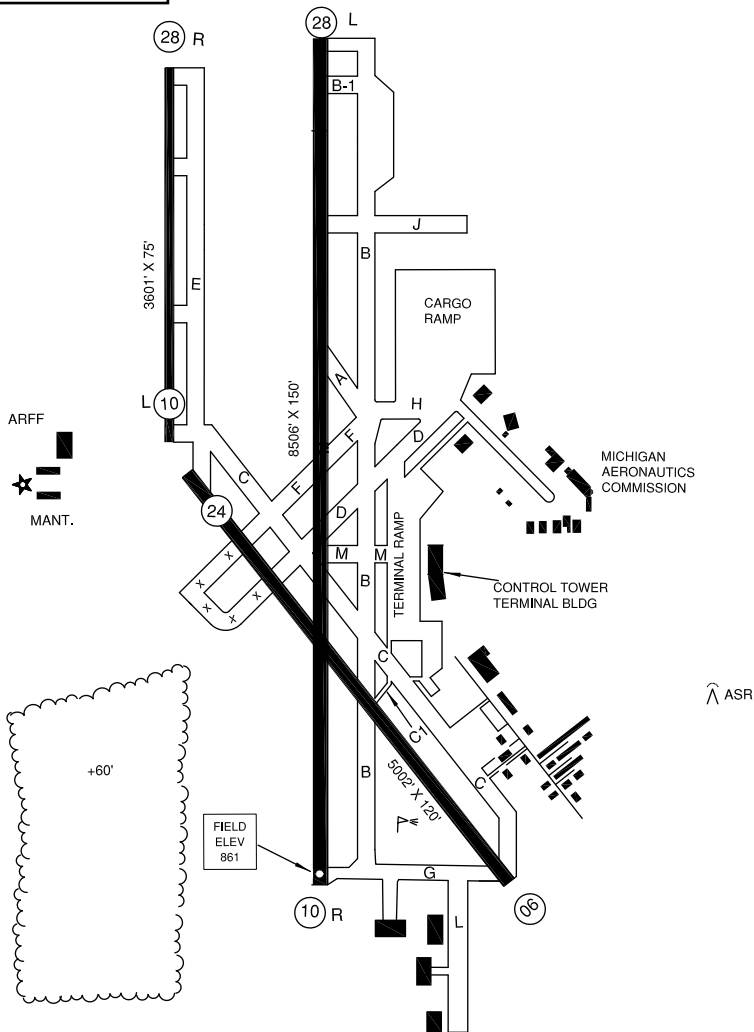 28 R
28 L
B-1
J
B
3601' X 75'
E
CARGO
RAMP
A
8506' X 150'
L 10
H
ARFF
F
D
C
F
MICHIGAN
AERONAUTICS
COMMISSION
24
D
MANT.
TERMINAL RAMP
M
M
X
X
X
X
X
B
CONTROL TOWER
TERMINAL BLDG
C
ASR
C1
+60'
B
5002' X 120'
C
FIELD
ELEV
861
G
10 R
06
L